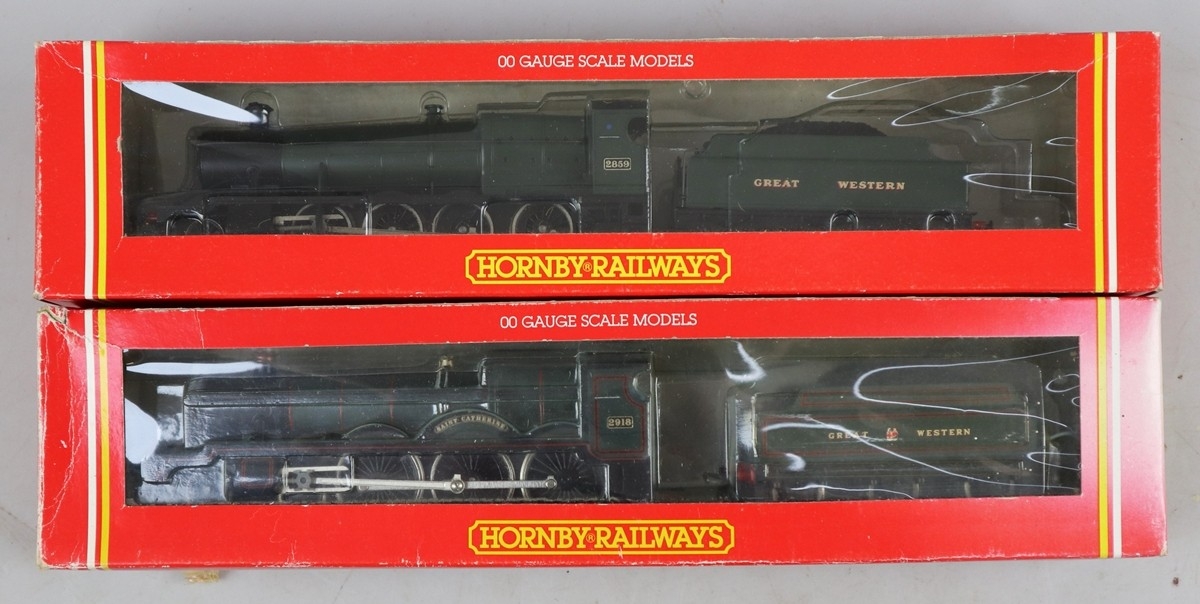 00 GAUGE SCALE MODELS
2859
GREAT WESTERN
HORNBY® RAILWAYS
00 GAUGE SCALE MODELS
SAINT CATHERINE
2918
GREAT WESTERN
HORNBY® RAILWAYS